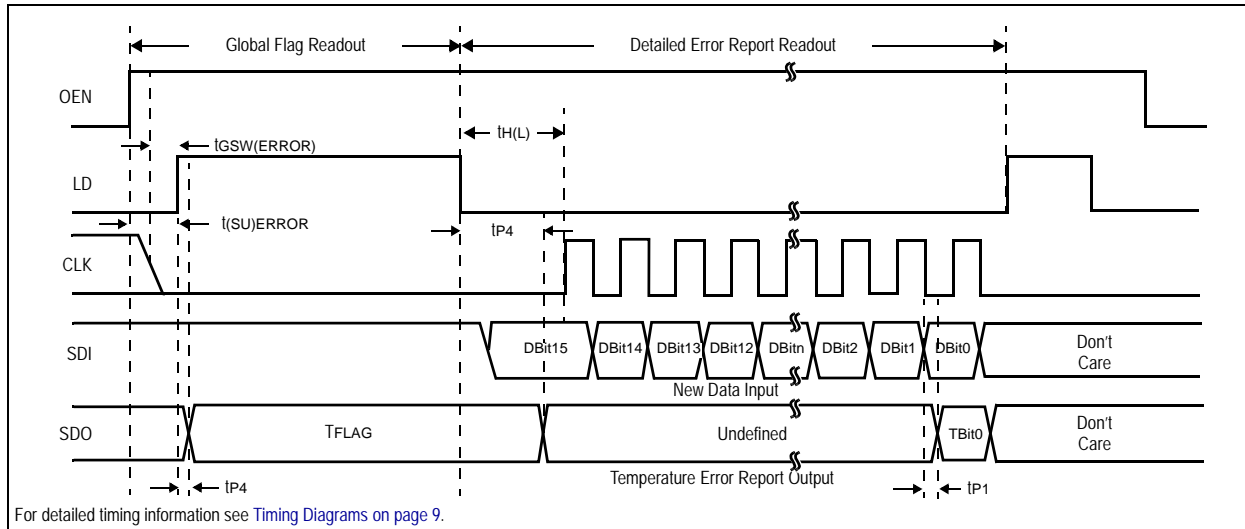 Global Flag Readout
Detailed Error Report Readout
OEN
tH(L)
tGSW(ERROR)
LD
t(SU)ERROR
tP4
CLK
SDI
DBit15 DBit14 DBit13 DBit12 DBitn DBit2 DBit1 DBit0
Don't
Care
New Data Input
SDO
TFLAG
Undefined
TBit0
Don't
Care
Temperature Error Report Output
tP4
tP1
For detailed timing information see Timing Diagrams on page 9.